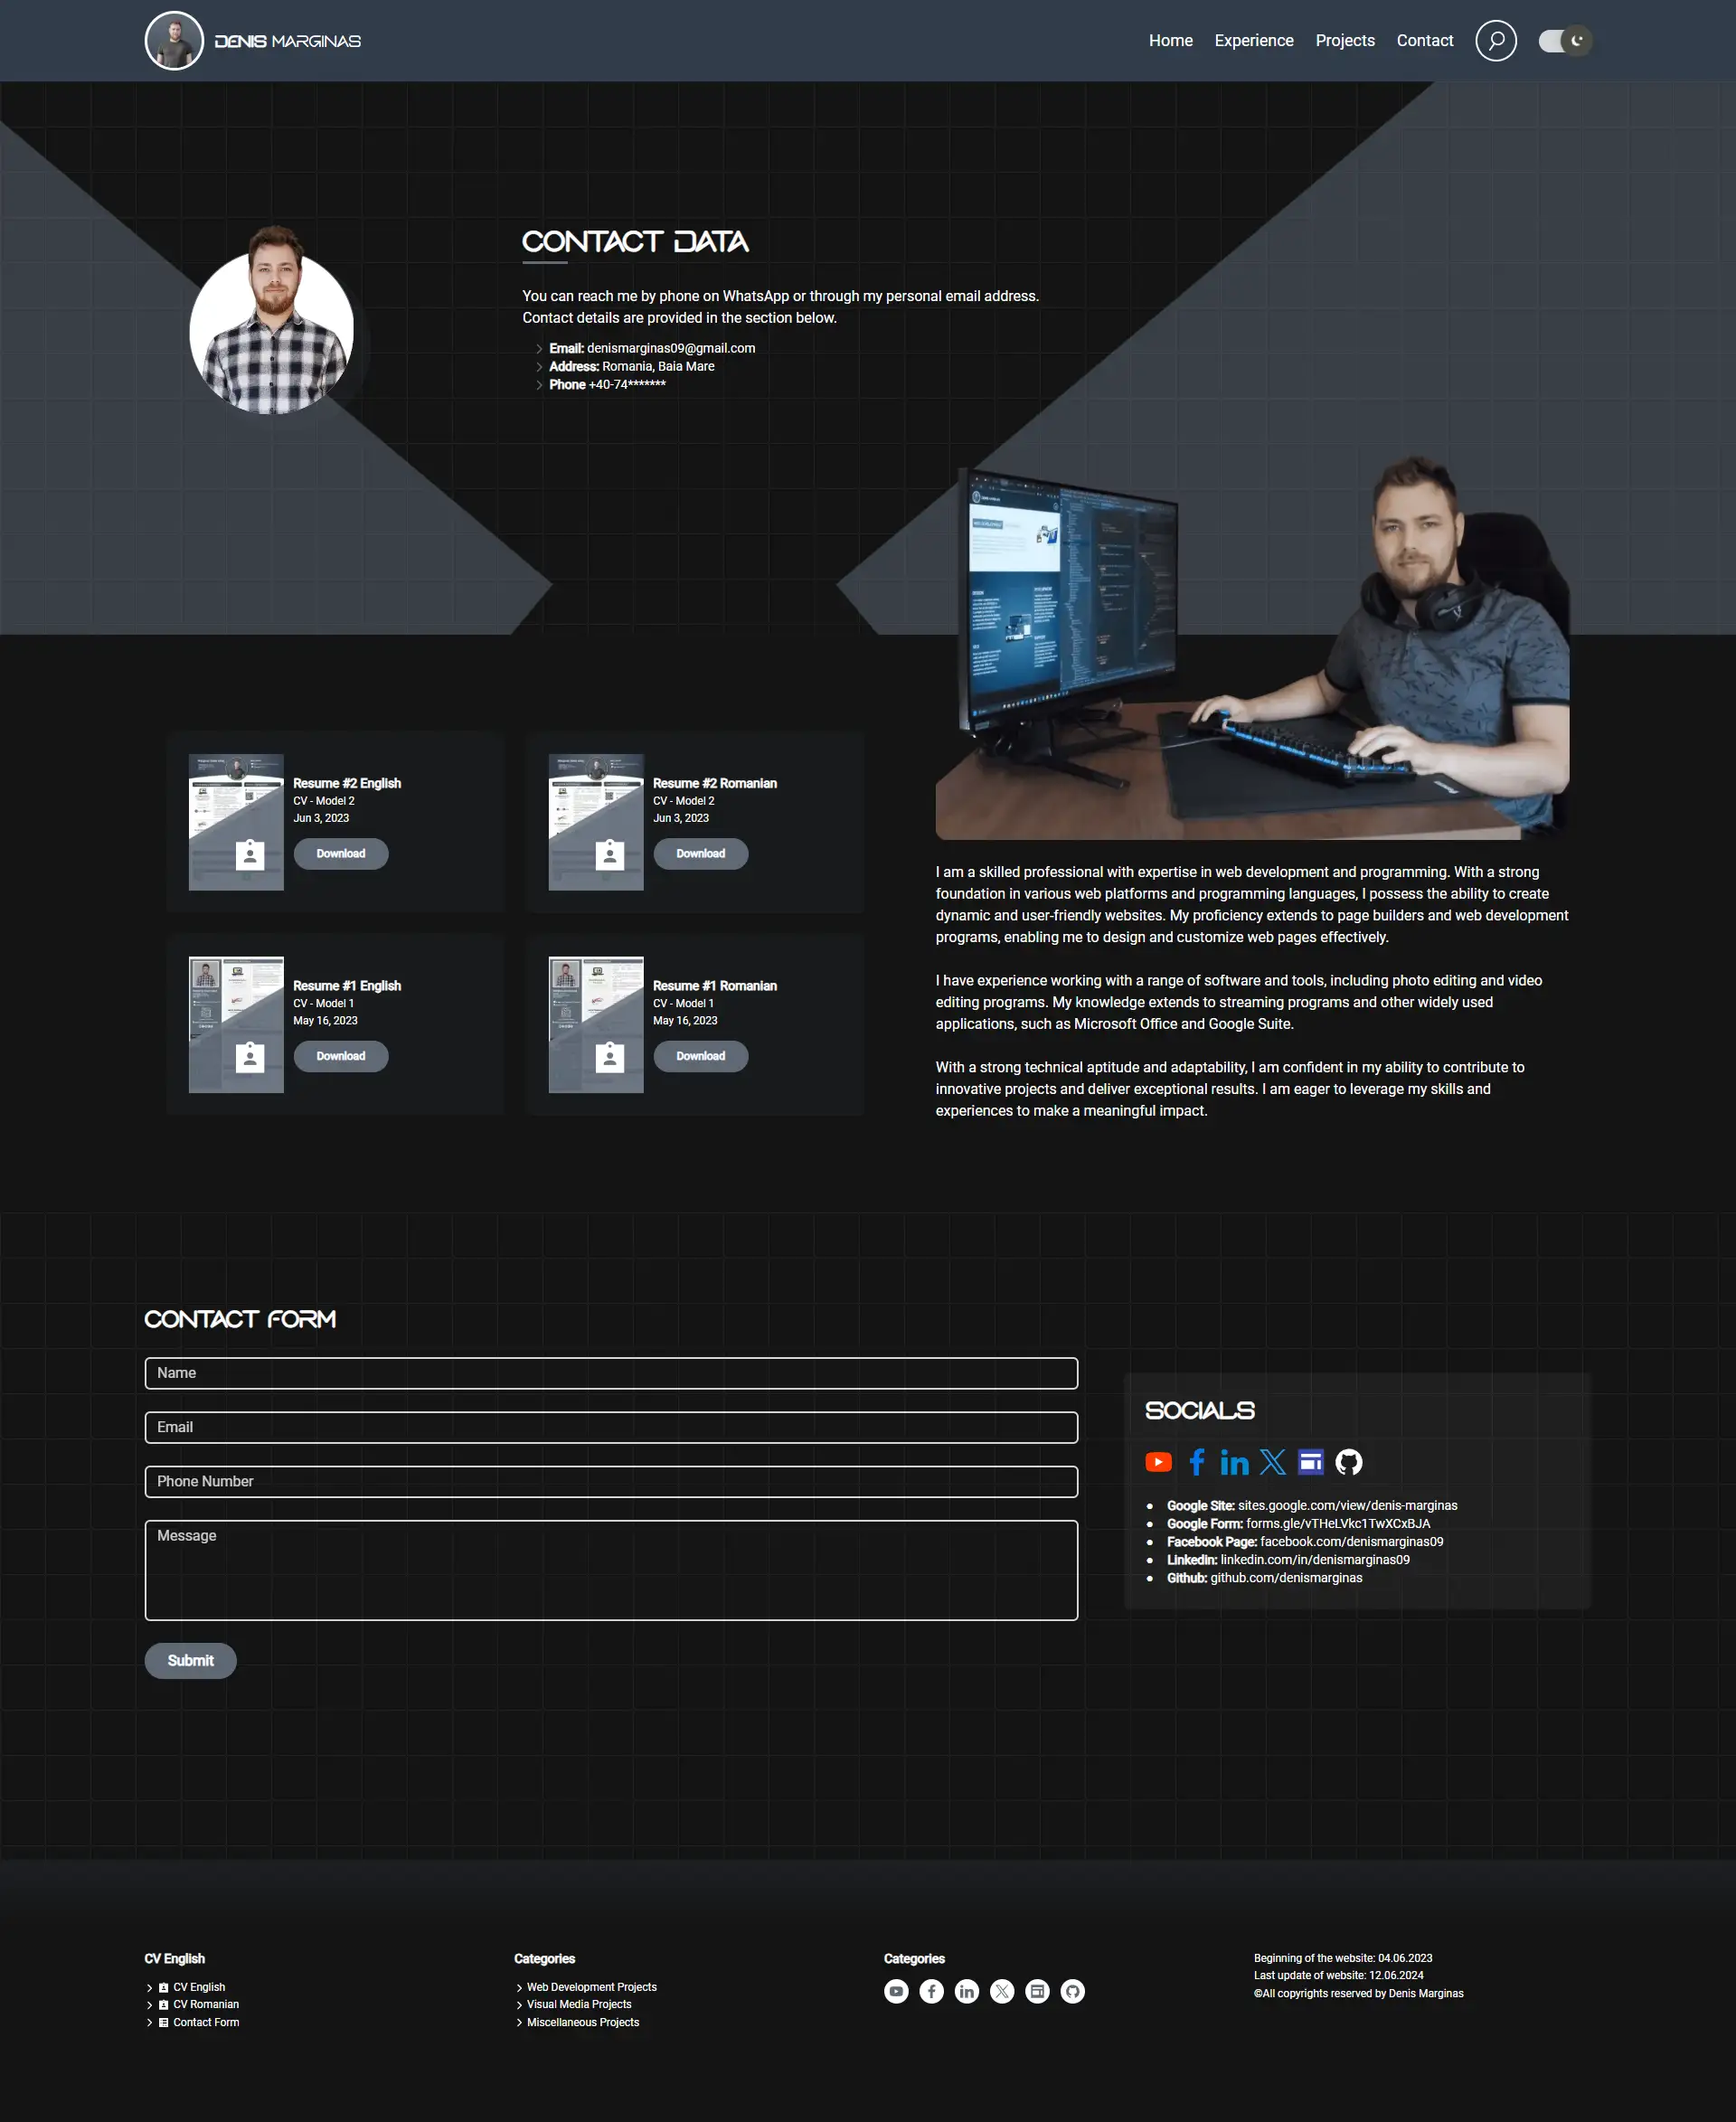 DENIS MARGINAS
Home Experience Projects Contact
CONTACT DATA
You can reach me by phone on WhatsApp or through my personal email address.
Contact details are provided in the section below.
Email: denismarginas09@gmail.com
Address: Romania, Baia Mare
Phone +40-74*******
Resume #2 English
CV - Model 2
Jun 3, 2023
Download
Resume #2 Romanian
CV - Model 2
Jun 3, 2023
Download
Resume #1 English
CV - Model 1
May 16, 2023
Download
Resume #1 Romanian
CV - Model 1
May 16, 2023
Download
I am a skilled professional with expertise in web development and programming. With a strong
foundation in various web platforms and programming languages, I possess the ability to create
dynamic and user-friendly websites. My proficiency extends to page builders and web development
programs, enabling me to design and customize web pages effectively.
I have experience working with a range of software and tools, including photo editing and video
editing programs. My knowledge extends to streaming programs and other widely used
applications, such as Microsoft Office and Google Suite.
With a strong technical aptitude and adaptability, I am confident in my ability to contribute to
innovative projects and deliver exceptional results. I am eager to leverage my skills and
experiences to make a meaningful impact.
CONTACT FORM
Name
Email
Phone Number
Message
Submit
SOCIALS
Google Site: sites.google.com/view/denis-marginas
Google Form: forms.gle/vTHeLVkc1TwXCxBJA
Facebook Page: facebook.com/denismarginas09
Linkedin: linkedin.com/in/denismarginas09
Github: github.com/denismarginas
CV English
CV English
CV Romanian
Contact Form
Categories
Web Development Projects
Visual Media Projects
Miscellaneous Projects
Categories
Beginning of the website: 04.06.2023
Last update of website: 12.06.2024
©All copyrights reserved by Denis Marginas